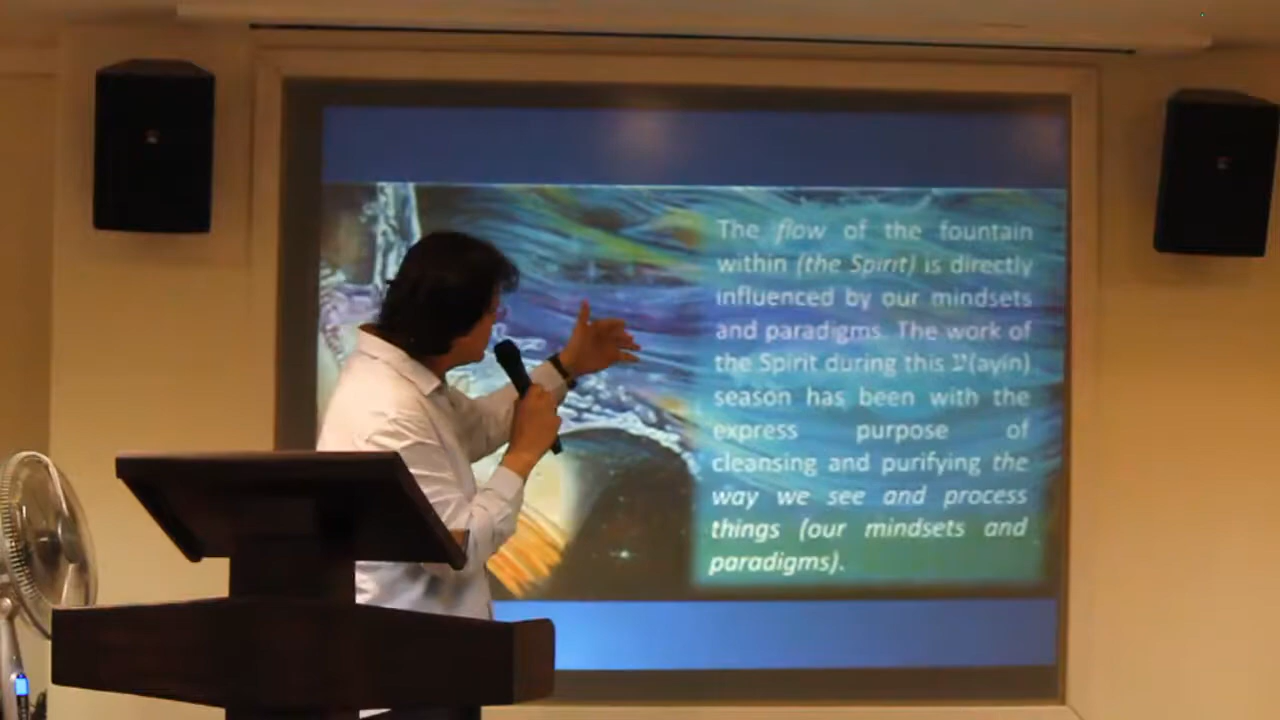 The flow of the fountain
within (the Spirit) is directly
influenced by our mindsets
and paradigms. The work of
the Spirit during this ע'(ayin)
season has been with the
express purpose of
cleansing and purifying the
way we see and process
things (our mindsets and
paradigms).